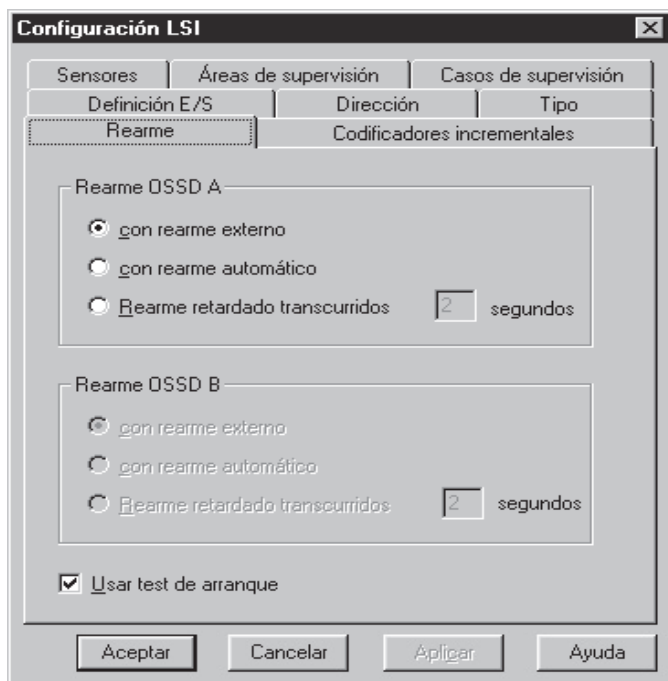 Configuración LSI
Sensores Áreas de supervisión Casos de supervisión
Definición E/S Dirección Tipo
Rearme Codificadores incrementales
Rearme OSSD A
con rearme externo
con rearme automático
Rearme retardado transcurridos 2 segundos
Rearme OSSD B
con rearme externo
con rearme automático
Rearme retardado transcurridos 2 segundos
Usar test de arranque
Aceptar Cancelar Aplicar Ayuda